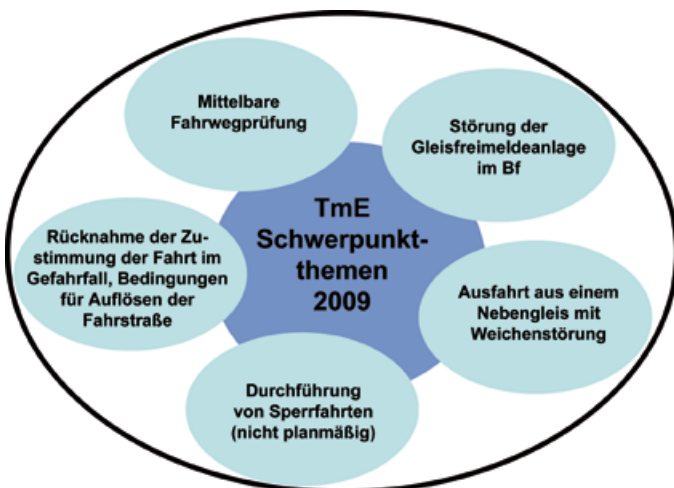 Mittelbare
Fahrwegprüfung
Störung der
Gleisfreimeldeanlage
im Bf
TmE
Schwerpunkt-
themen
2009
Rücknahme der Zu-
stimmung der Fahrt im
Gefahrfall, Bedingungen
für Auflösen der
Fahrstraße
Ausfahrt aus einem
Nebengleis mit
Weichenstörung
Durchführung
von Sperrfahrten
(nicht planmäßig)